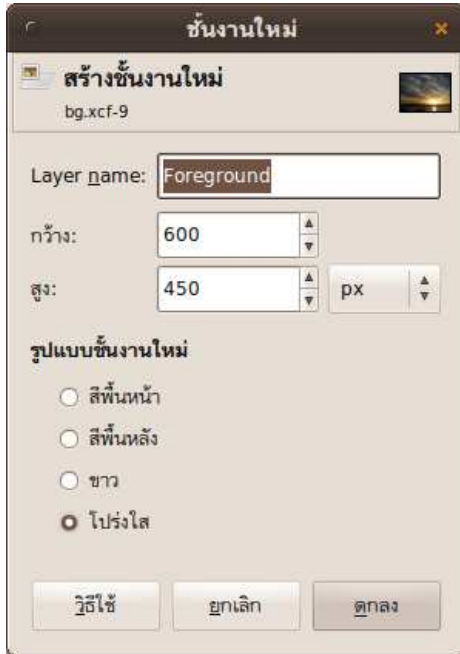 ชั้นงานใหม่
สร้างชั้นงานใหม่
bg.xcf-9
Layer name: Foreground
กว้าง: 600
สูง: 450 px
รูปแบบชั้นงานใหม่
สีพื้นหน้า
สีพื้นหลัง
ขาว
โปร่งใส
วิธีใช้ ยกเลิก ตกลง